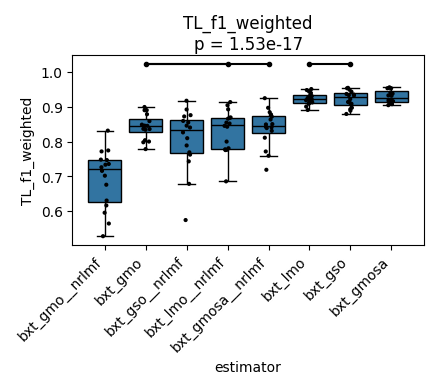 TL_f1_weighted
p = 1.53e-17
TL_f1_weighted
1.0
0.9
0.8
0.7
0.6
bxt_gmo__nrlmf
bxt_gmo
bxt_gso__nrlmf
bxt_lmo__nrlmf
bxt_gmosa__nrlmf
bxt_lmo
bxt_gso
bxt_gmosa
estimator